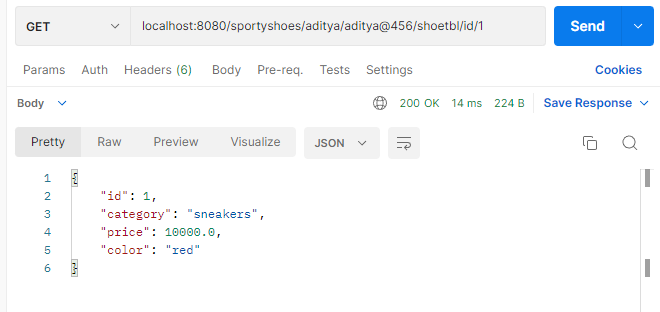 GET localhost:8080/sportyshoes/aditya/aditya@456/shoetbl/id/1 Send
Params Auth Headers (6) Body Pre-req. Tests Settings Cookies
Body 200 OK 14 ms 224 B Save Response
Pretty Raw Preview Visualize JSON
1 {
2 "id": 1,
3 "category": "sneakers",
4 "price": 10000.0,
5 "color": "red"
6 }